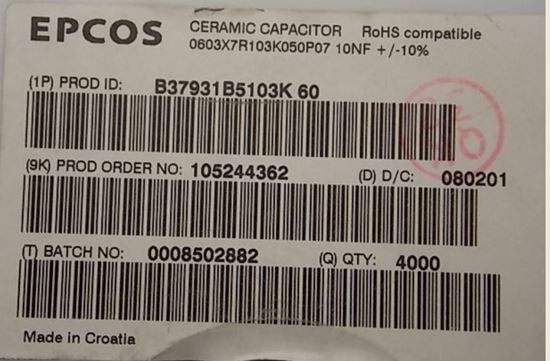 EPCOS
CERAMIC CAPACITOR RoHS compatible
0603X7R103K050P07 10NF +/-10%
(1P) PROD ID: B37931B5103K 60
(9K) PROD ORDER NO: 105244362 (D) D/C: 080201
(T) BATCH NO: 0008502882 (Q) QTY: 4000
Made in Croatia